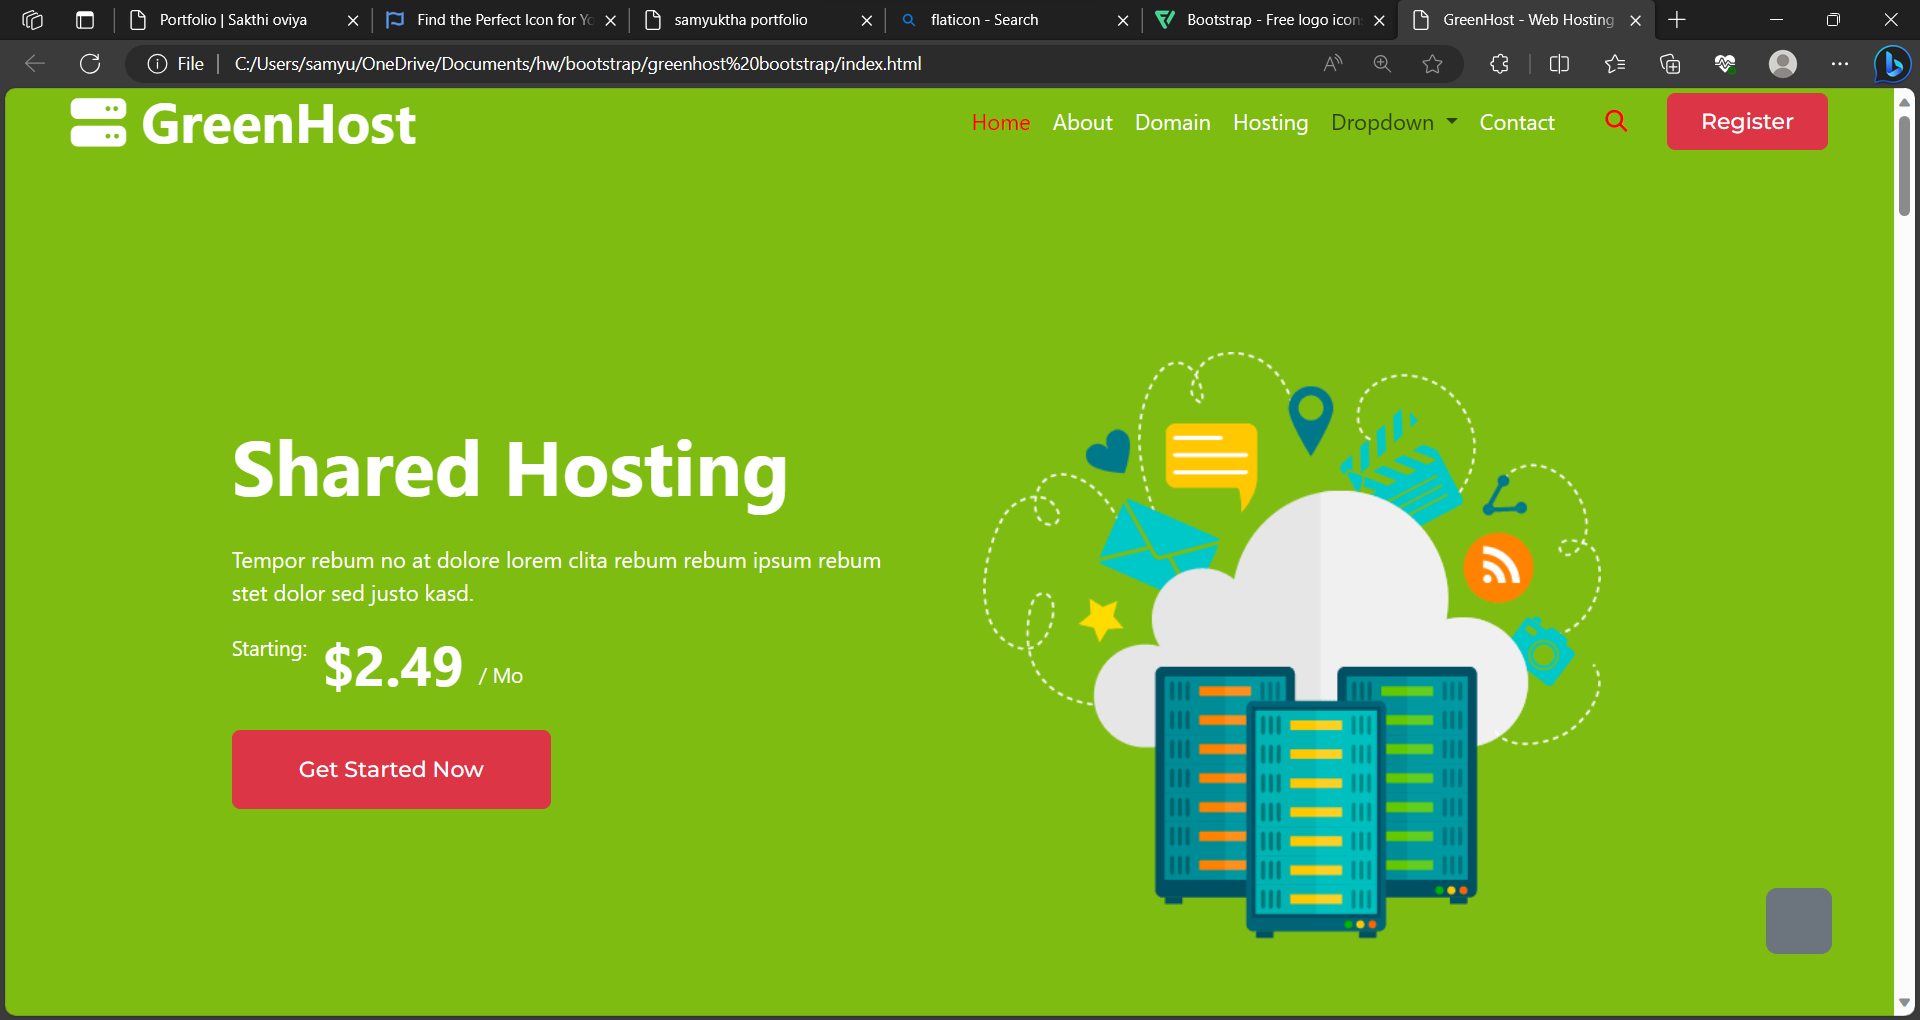 Portfolio | Sakthi oviya
Find the Perfect Icon for Yo
samyuktha portfolio
flaticon - Search
Bootstrap - Free logo icon
GreenHost - Web Hosting
File
C:/Users/samyu/OneDrive/Documents/hw/bootstrap/greenhost%20bootstrap/index.html
GreenHost
Home
About
Domain
Hosting
Dropdown
Contact
Register
Shared Hosting
Tempor rebum no at dolore lorem clita rebum rebum ipsum rebum
stet dolor sed justo kasd.
Starting: $2.49 / Mo
Get Started Now